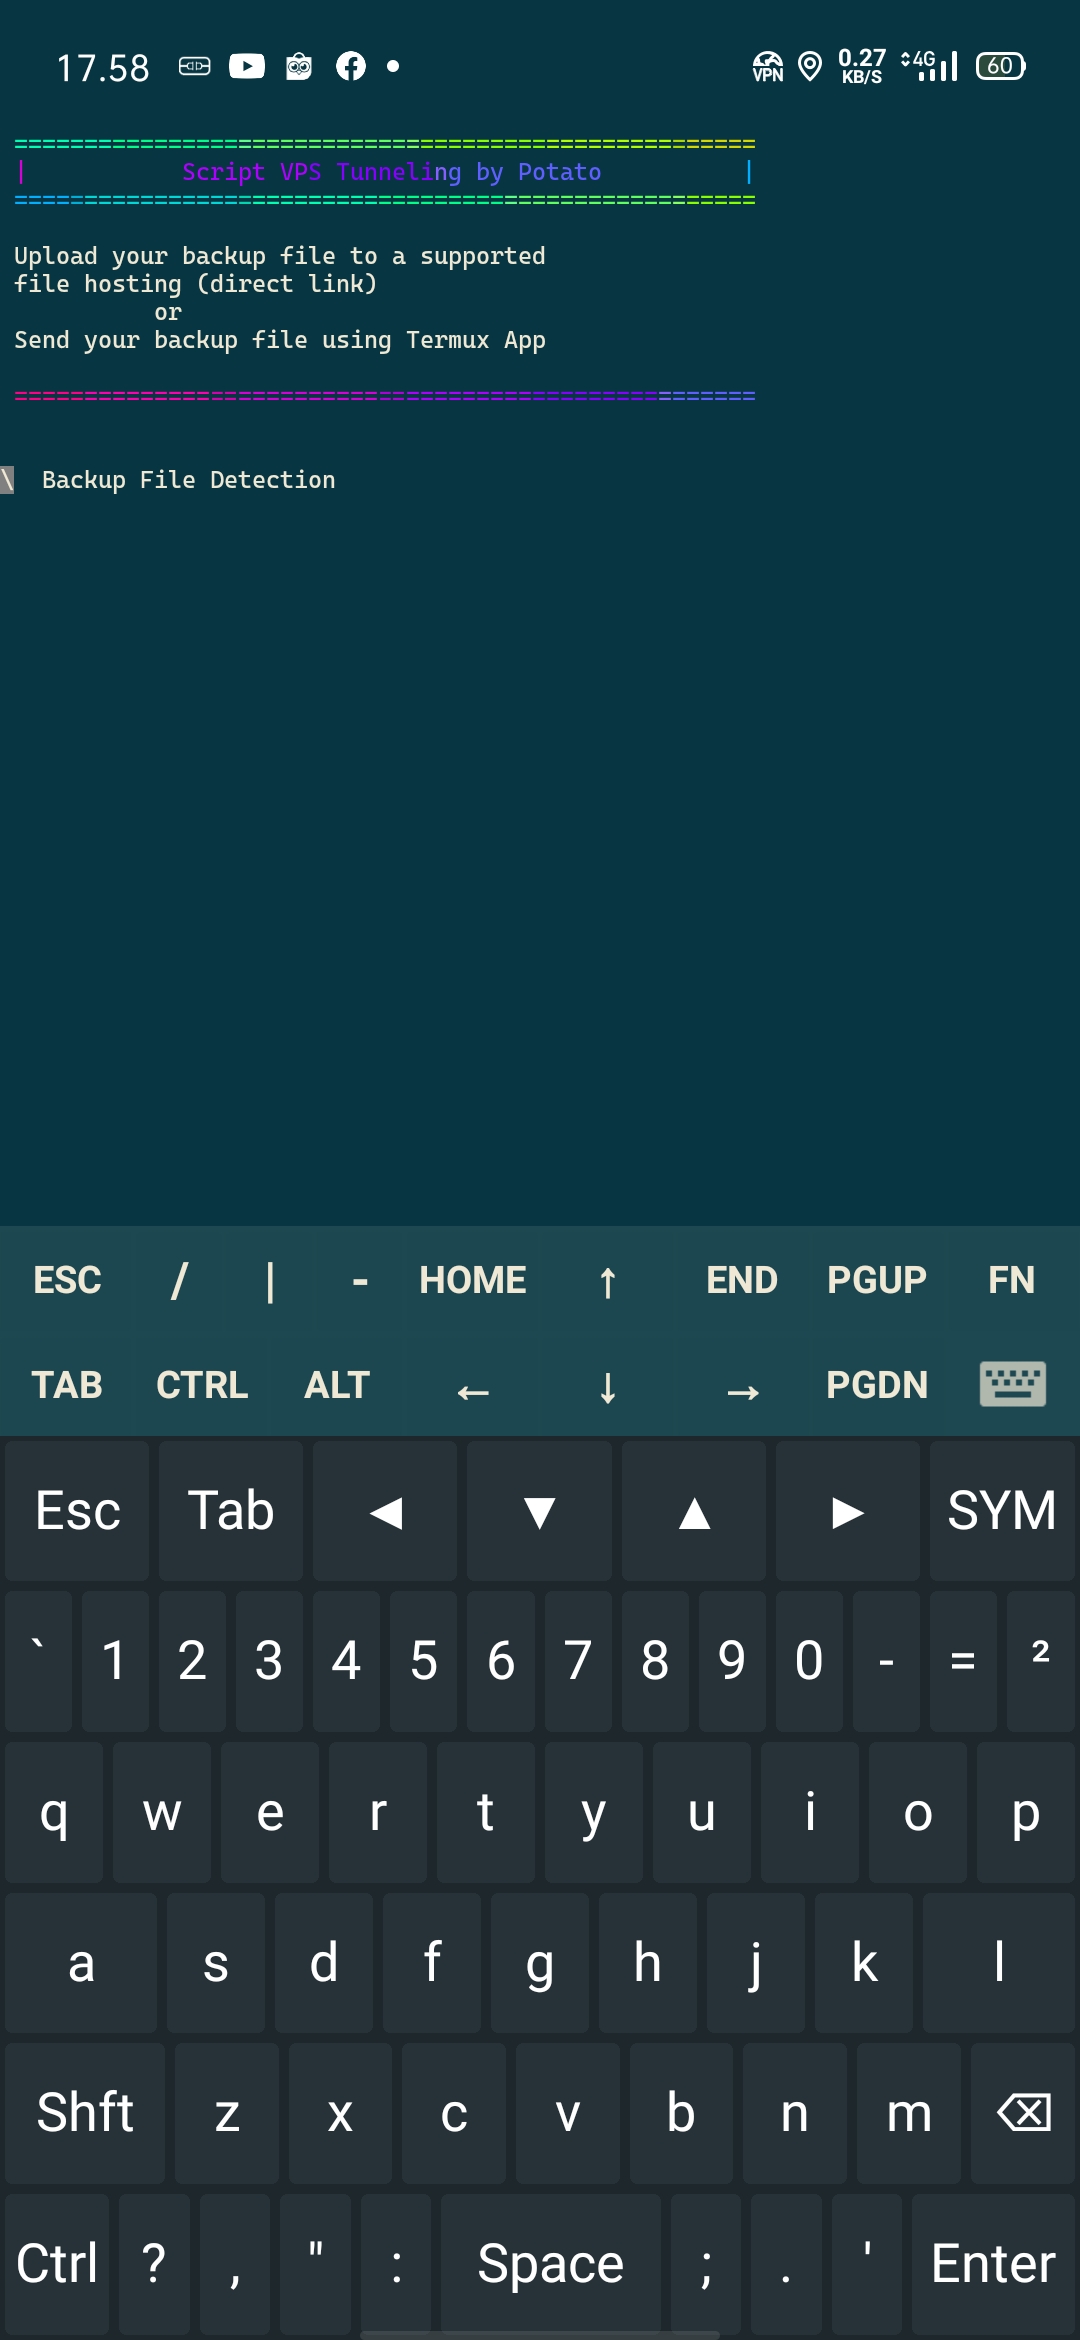 17.58 VPN 0.27 KB/S 4G 60
==================================================
| Script VPS Tunneling by Potato |
==================================================
Upload your backup file to a supported
file hosting (direct link)
or
Send your backup file using Termux App
==================================================
\ Backup File Detection
ESC / | - HOME ↑ END PGUP FN
TAB CTRL ALT ← ↓ → PGDN
Esc Tab ◀ ▼ ▲ ▶ SYM
` 1 2 3 4 5 6 7 8 9 0 - = ²
q w e r t y u i o p
a s d f g h j k l
Shft z x c v b n m
Ctrl ? , " : Space ; . ' Enter